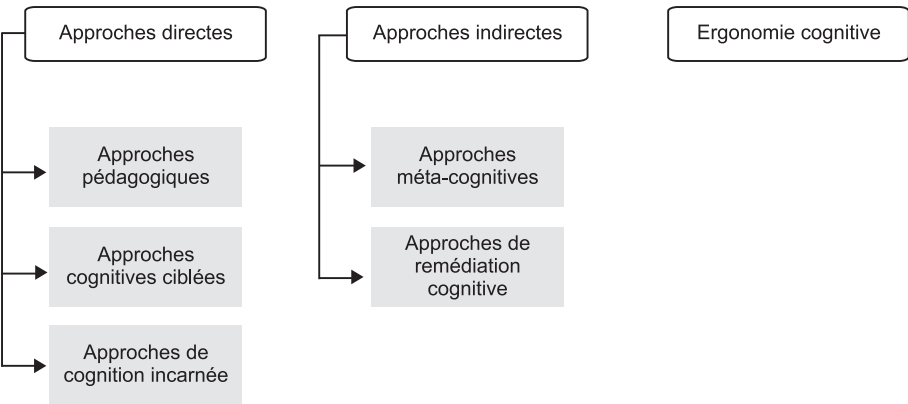 Approches directes
Approches indirectes
Ergonomie cognitive
Approches
pédagogiques
Approches
méta-cognitives
Approches
cognitives ciblées
Approches de
remédiation
cognitive
Approches de
cognition incarnée